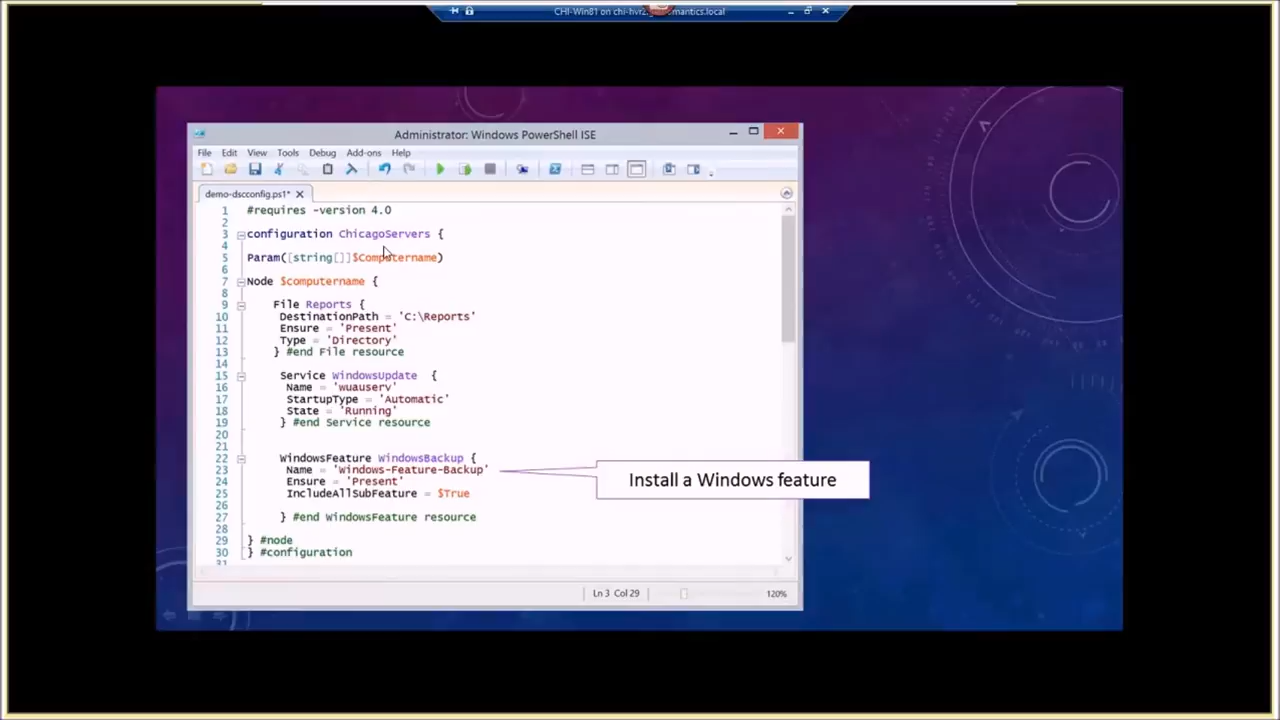 CHI-Win81 on chi-hvr2.
mantics.local
Administrator: Windows PowerShell ISE
File Edit View Tools Debug Add-ons Help
demo-dscconfig.ps1*
1 #requires -version 4.0
2
3 configuration ChicagoServers {
4
5 Param([string[]]$Computername)
6
7 Node $computername {
8
9 File Reports {
10 DestinationPath = 'C:\Reports'
11 Ensure = 'Present'
12 Type = 'Directory'
13 } #end File resource
14
15 Service WindowsUpdate {
16 Name = 'wuauserv'
17 StartupType = 'Automatic'
18 State = 'Running'
19 } #end Service resource
20
21
22 WindowsFeature WindowsBackup {
23 Name = 'Windows-Feature-Backup'
24 Ensure = 'Present'
25 IncludeAllSubFeature = $True
26
27 } #end WindowsFeature resource
28
29 } #node
30 } #configuration
31
Install a Windows feature
Ln 3 Col 29
120%